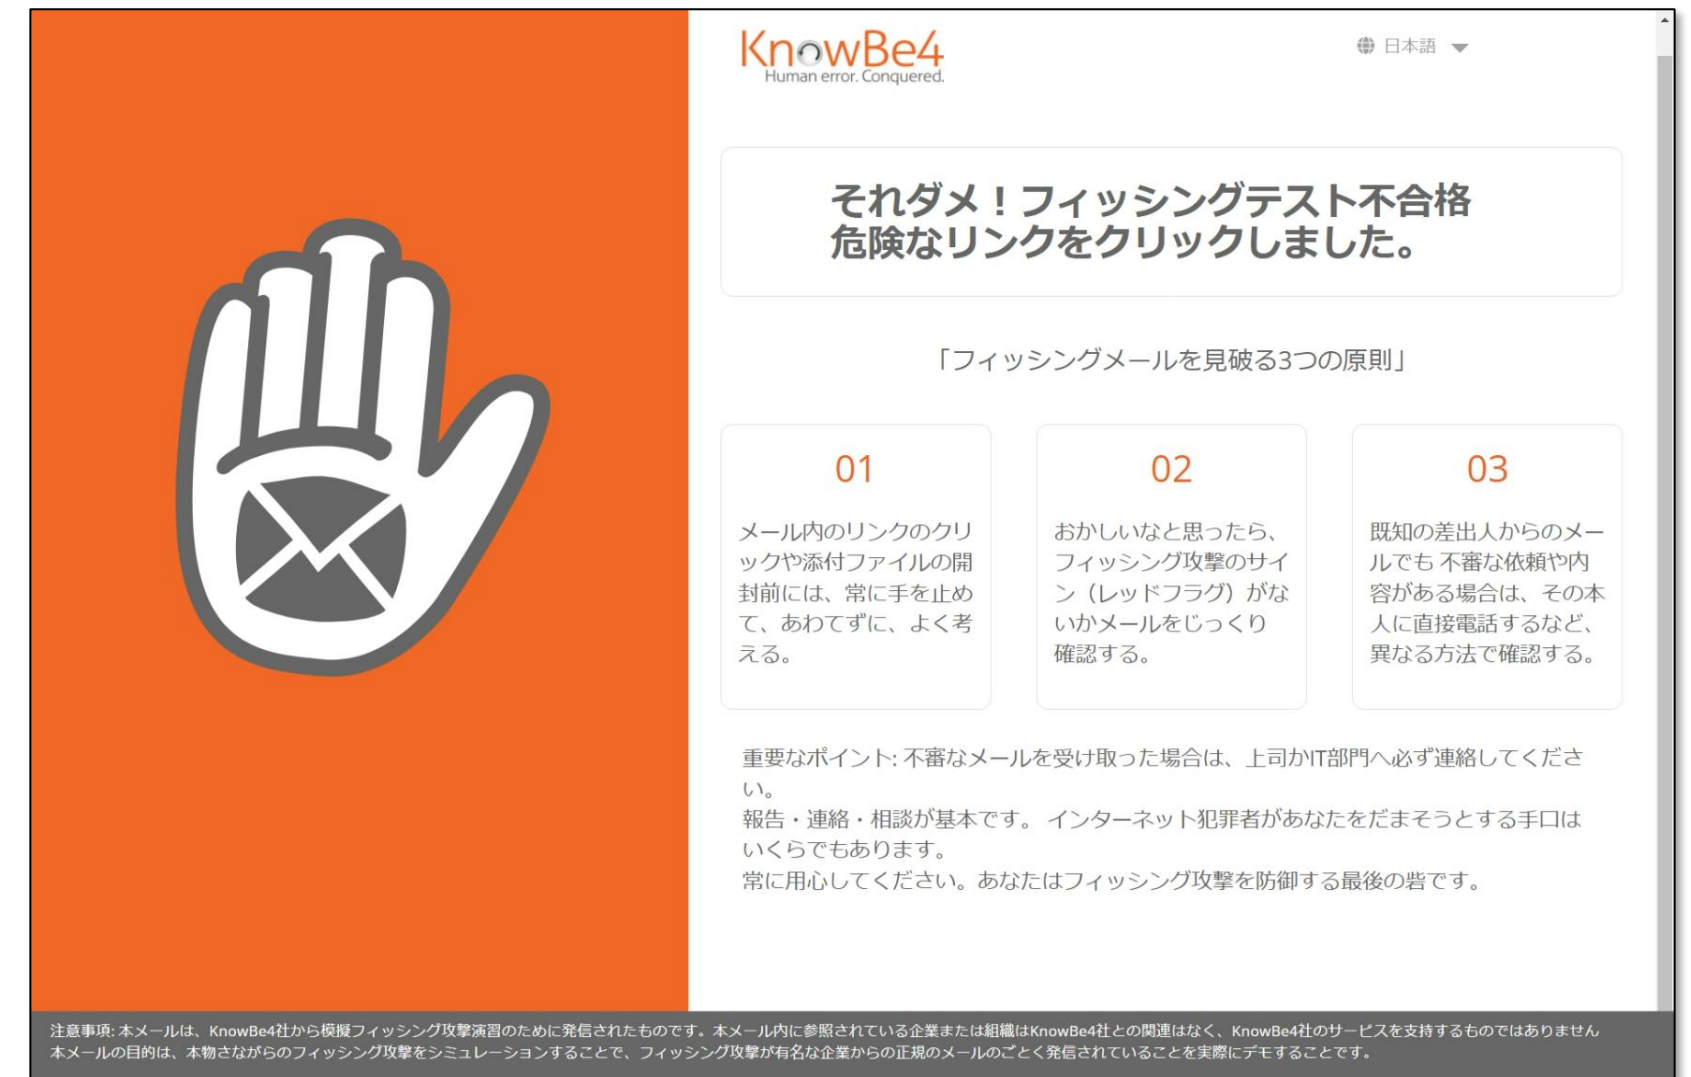 KnowBe4
Human error. Conquered.
日本語
それダメ！フィッシングテスト不合格
危険なリンクをクリックしました。
「フィッシングメールを見破る3つの原則」
01
メール内のリンクのクリ
ックや添付ファイルの開
封前には、常に手を止め
て、あわてずに、よく考
える。
02
おかしいなと思ったら、
フィッシング攻撃のサイ
ン（レッドフラグ）がな
いかメールをじっくり
確認する。
03
既知の差出人からのメー
ルでも 不審な依頼や内
容がある場合は、その本
人に直接電話するなど、
異なる方法で確認する。
重要なポイント: 不審なメールを受け取った場合は、上司かIT部門へ必ず連絡してくださ
い。
報告・連絡・相談が基本です。 インターネット犯罪者があなたをだまそうとする手口は
いくらでもあります。
常に用心してください。あなたはフィッシング攻撃を防御する最後の砦です。
注意事項: 本メールは、KnowBe4社から模擬フィッシング攻撃演習のために発信されたものです。本メール内に参照されている企業または組織はKnowBe4社との関連はなく、KnowBe4社のサービスを支持するものではありません
本メールの目的は、本物さながらのフィッシング攻撃をシミュレーションすることで、フィッシング攻撃が有名な企業からの正規のメールのごとく発信されていることを実際にデモすることです。